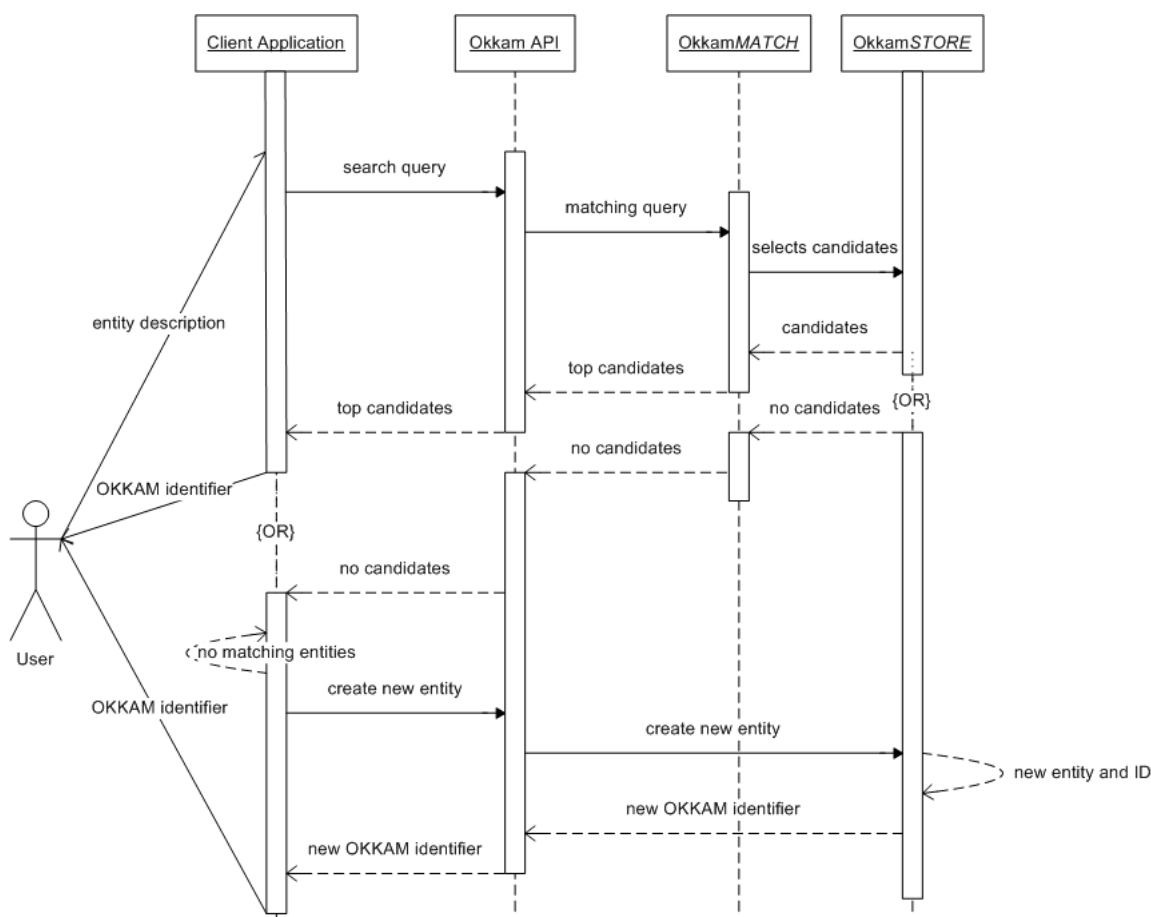 Client Application
Okkam API
OkkamMATCH
OkkamSTORE
search query
matching query
selects candidates
entity description
candidates
top candidates
{OR}
top candidates
no candidates
no candidates
OKKAM identifier
{OR}
no candidates
no matching entities
User
create new entity
OKKAM identifier
create new entity
new entity and ID
new OKKAM identifier
new OKKAM identifier